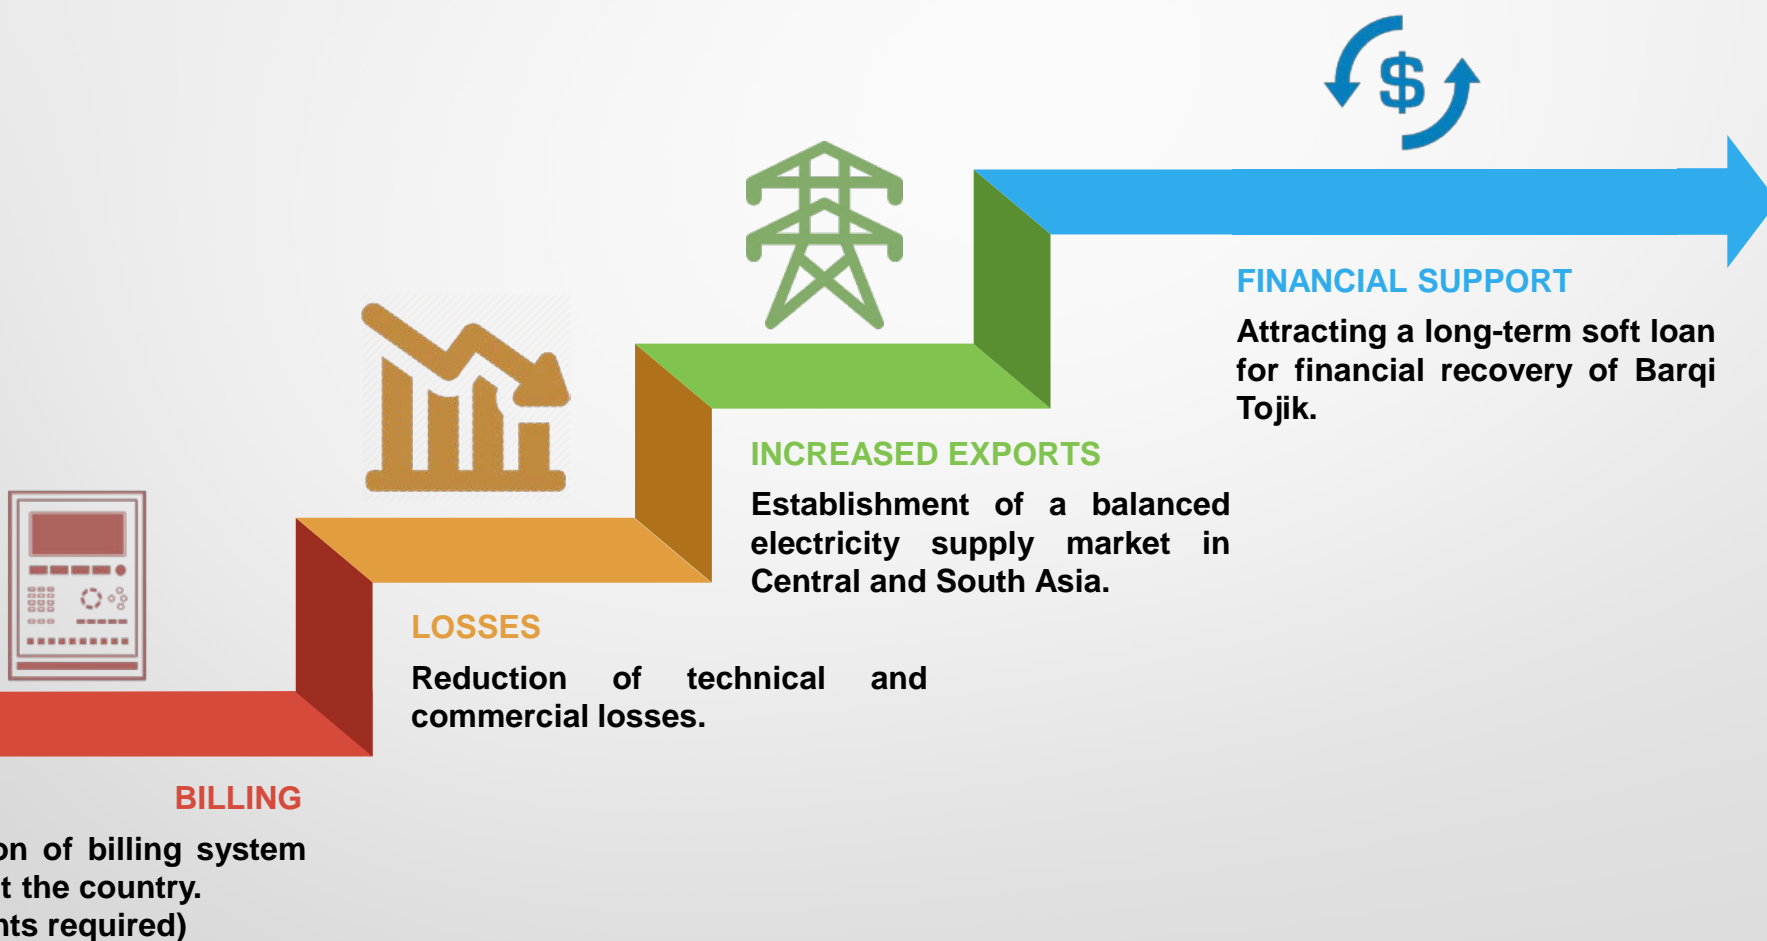 $
FINANCIAL SUPPORT
Attracting a long-term soft loan
for financial recovery of Barqi
Tojik.
INCREASED EXPORTS
Establishment of a balanced
electricity supply market in
Central and South Asia.
LOSSES
Reduction of technical and
commercial losses.
BILLING
of billing system
the country.
required)